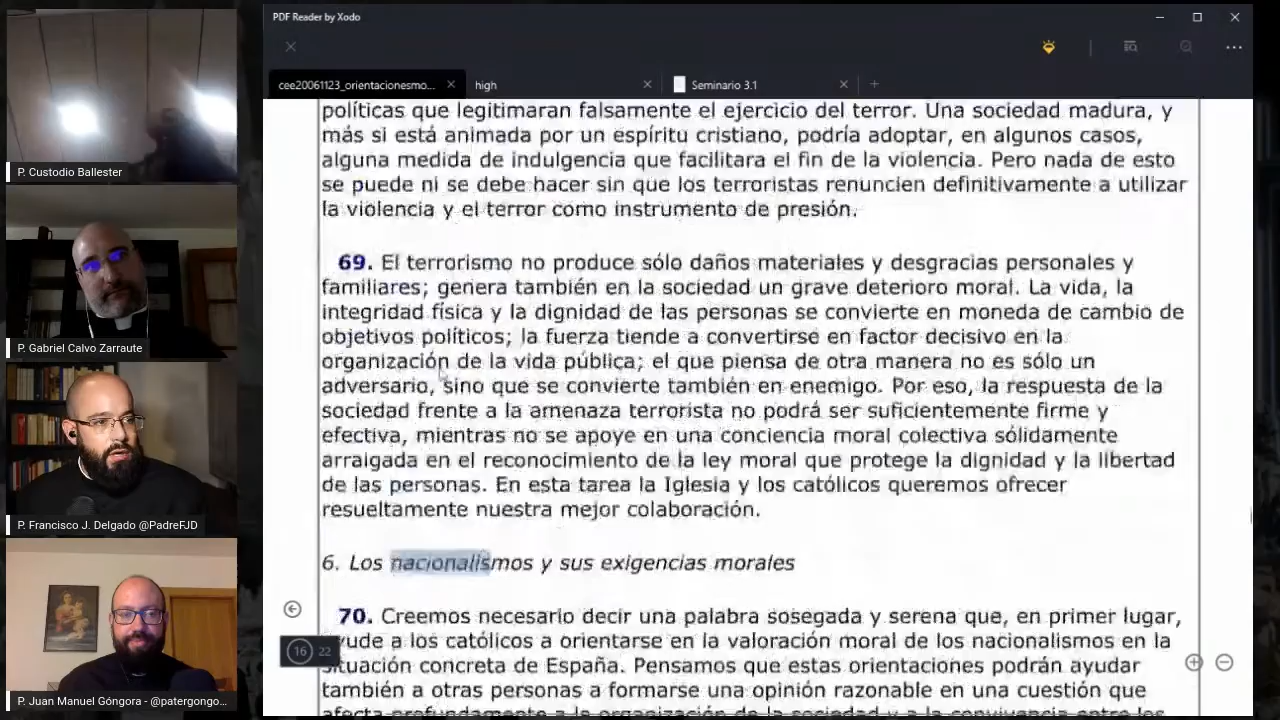 PDF Reader by Xodo
cee20061123_orientacionesmo...
high
Seminario 3.1
políticas que legitimaran falsamente el ejercicio del terror. Una sociedad madura, y
más si está animada por un espíritu cristiano, podría adoptar, en algunos casos,
alguna medida de indulgencia que facilitara el fin de la violencia. Pero nada de esto
se puede ni se debe hacer sin que los terroristas renuncien definitivamente a utilizar
la violencia y el terror como instrumento de presión.
69. El terrorismo no produce sólo daños materiales y desgracias personales y
familiares; genera también en la sociedad un grave deterioro moral. La vida, la
integridad física y la dignidad de las personas se convierte en moneda de cambio de
objetivos políticos; la fuerza tiende a convertirse en factor decisivo en la
organización de la vida pública; el que piensa de otra manera no es sólo un
adversario, sino que se convierte también en enemigo. Por eso, la respuesta de la
sociedad frente a la amenaza terrorista no podrá ser suficientemente firme y
efectiva, mientras no se apoye en una conciencia moral colectiva sólidamente
arraigada en el reconocimiento de la ley moral que protege la dignidad y la libertad
de las personas. En esta tarea la Iglesia y los católicos queremos ofrecer
resueltamente nuestra mejor colaboración.
6. Los nacionalismos y sus exigencias morales
70. Creemos necesario decir una palabra sosegada y serena que, en primer lugar,
yude a los católicos a orientarse en la valoración moral de los nacionalismos en la
situación concreta de España. Pensamos que estas orientaciones podrán ayudar
también a otras personas a formarse una opinión razonable en una cuestión que
afecta profundamente a la organización de la sociedad y a la convivencia entre los
16 22
P. Custodio Ballester
P. Gabriel Calvo Zarraute
P. Francisco J. Delgado @PadreFJD
P. Juan Manuel Góngora - @patergongo...